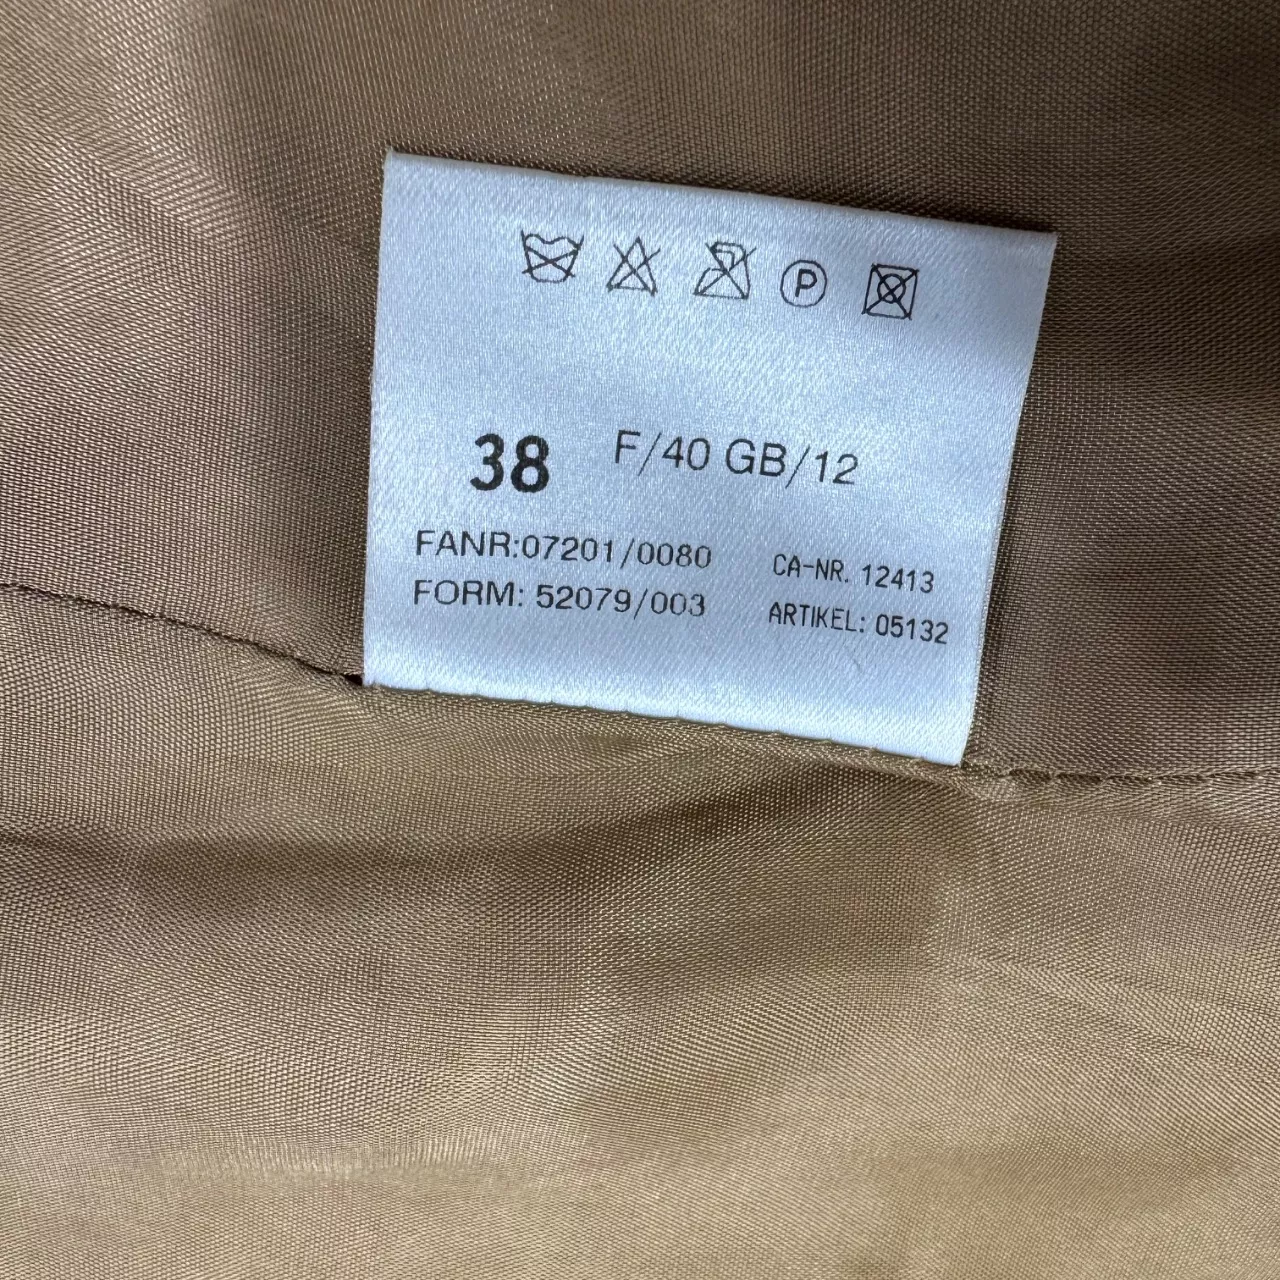 P
38 F/40 GB/12
FANR:07201/0080 CA-NR. 12413
FORM: 52079/003 ARTIKEL: 05132